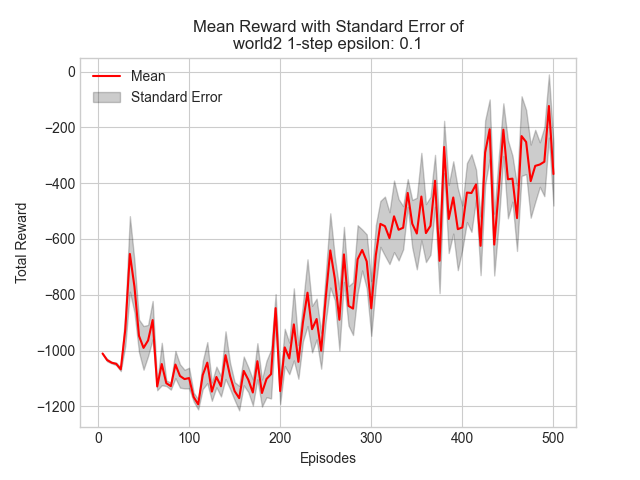 Mean Reward with Standard Error of
world2 1-step epsilon: 0.1
Mean
Standard Error
0
−200
−400
−600
−800
−1000
−1200
Total Reward
0
100
200
300
400
500
Episodes